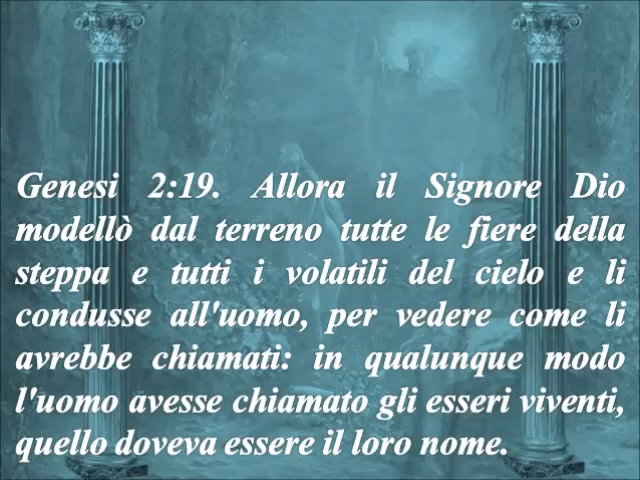 Genesi 2:19. Allora il Signore Dio
modellò dal terreno tutte le fiere della
steppa e tutti i volatili del cielo e li
condusse all'uomo, per vedere come li
avrebbe chiamati: in qualunque modo
l'uomo avesse chiamato gli esseri viventi,
quello doveva essere il loro nome.